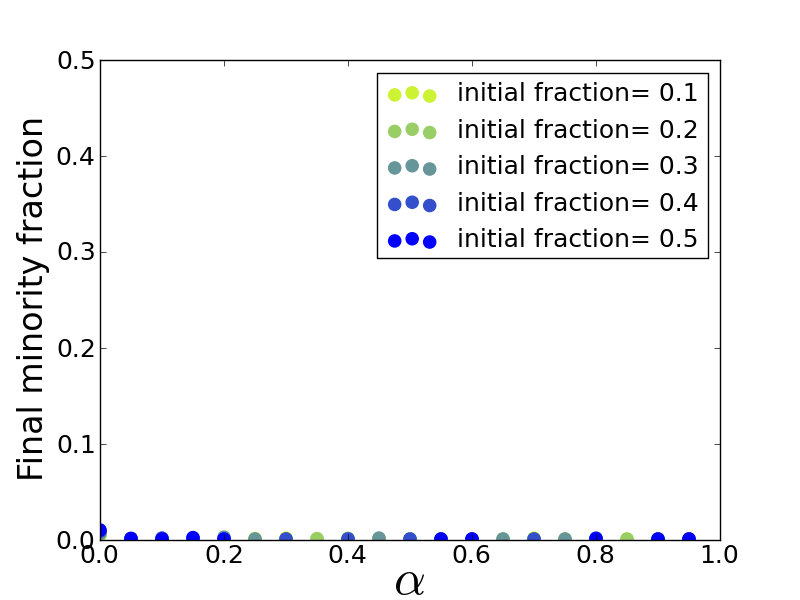 0.5
0.4
0.3
0.2
0.1
0.0
Final minority fraction
initial fraction= 0.1
initial fraction= 0.2
initial fraction= 0.3
initial fraction= 0.4
initial fraction= 0.5
0.0 0.2 0.4 0.6 0.8 1.0
α